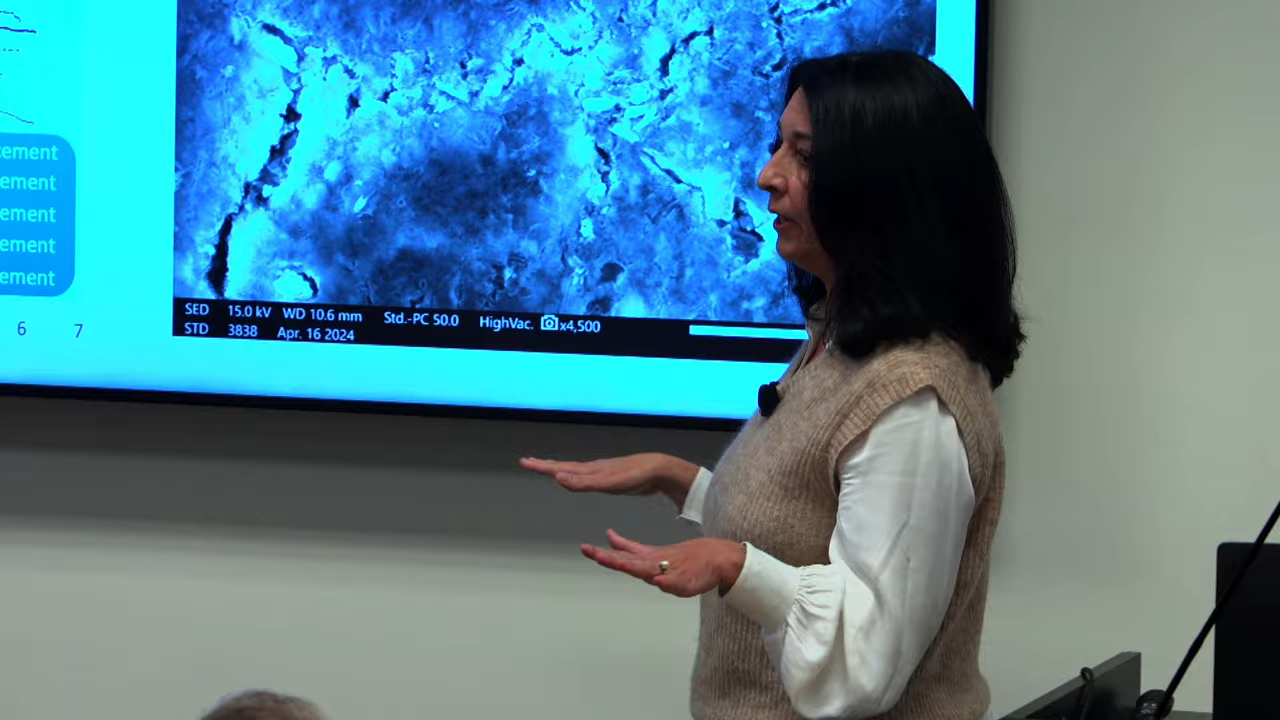 ement
ement
ement
ement
6 7
SED 15.0 kV WD 10.6 mm Std.-PC 50.0 HighVac. x4,500
STD 3838 Apr. 16 2024